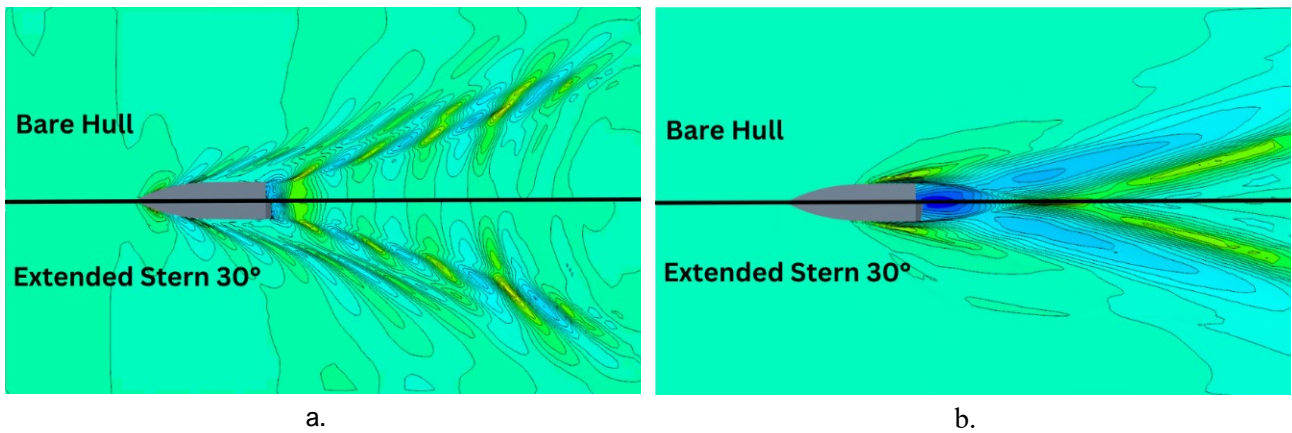 Bare Hull
Extended Stern 30°
a.
Bare Hull
Extended Stern 30°
b.